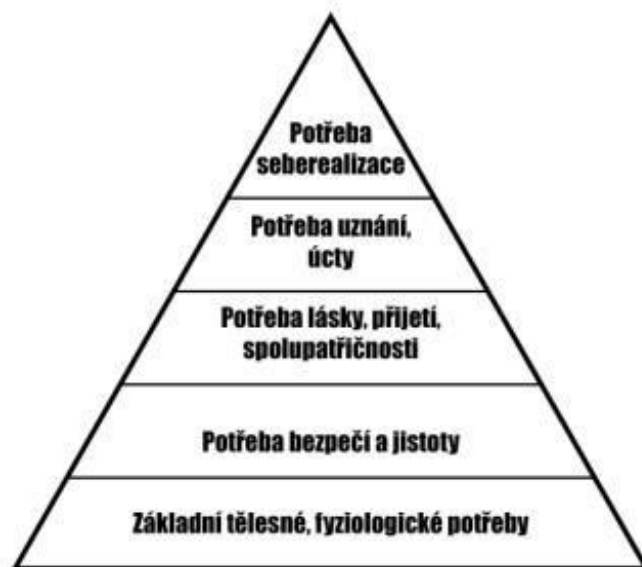 Potřeba
seberealizace
Potřeba uznání,
úcty
Potřeba lásky, přijetí,
spolupatřičnosti
Potřeba bezpečí a jistoty
Základní tělesné, fyziologické potřeby